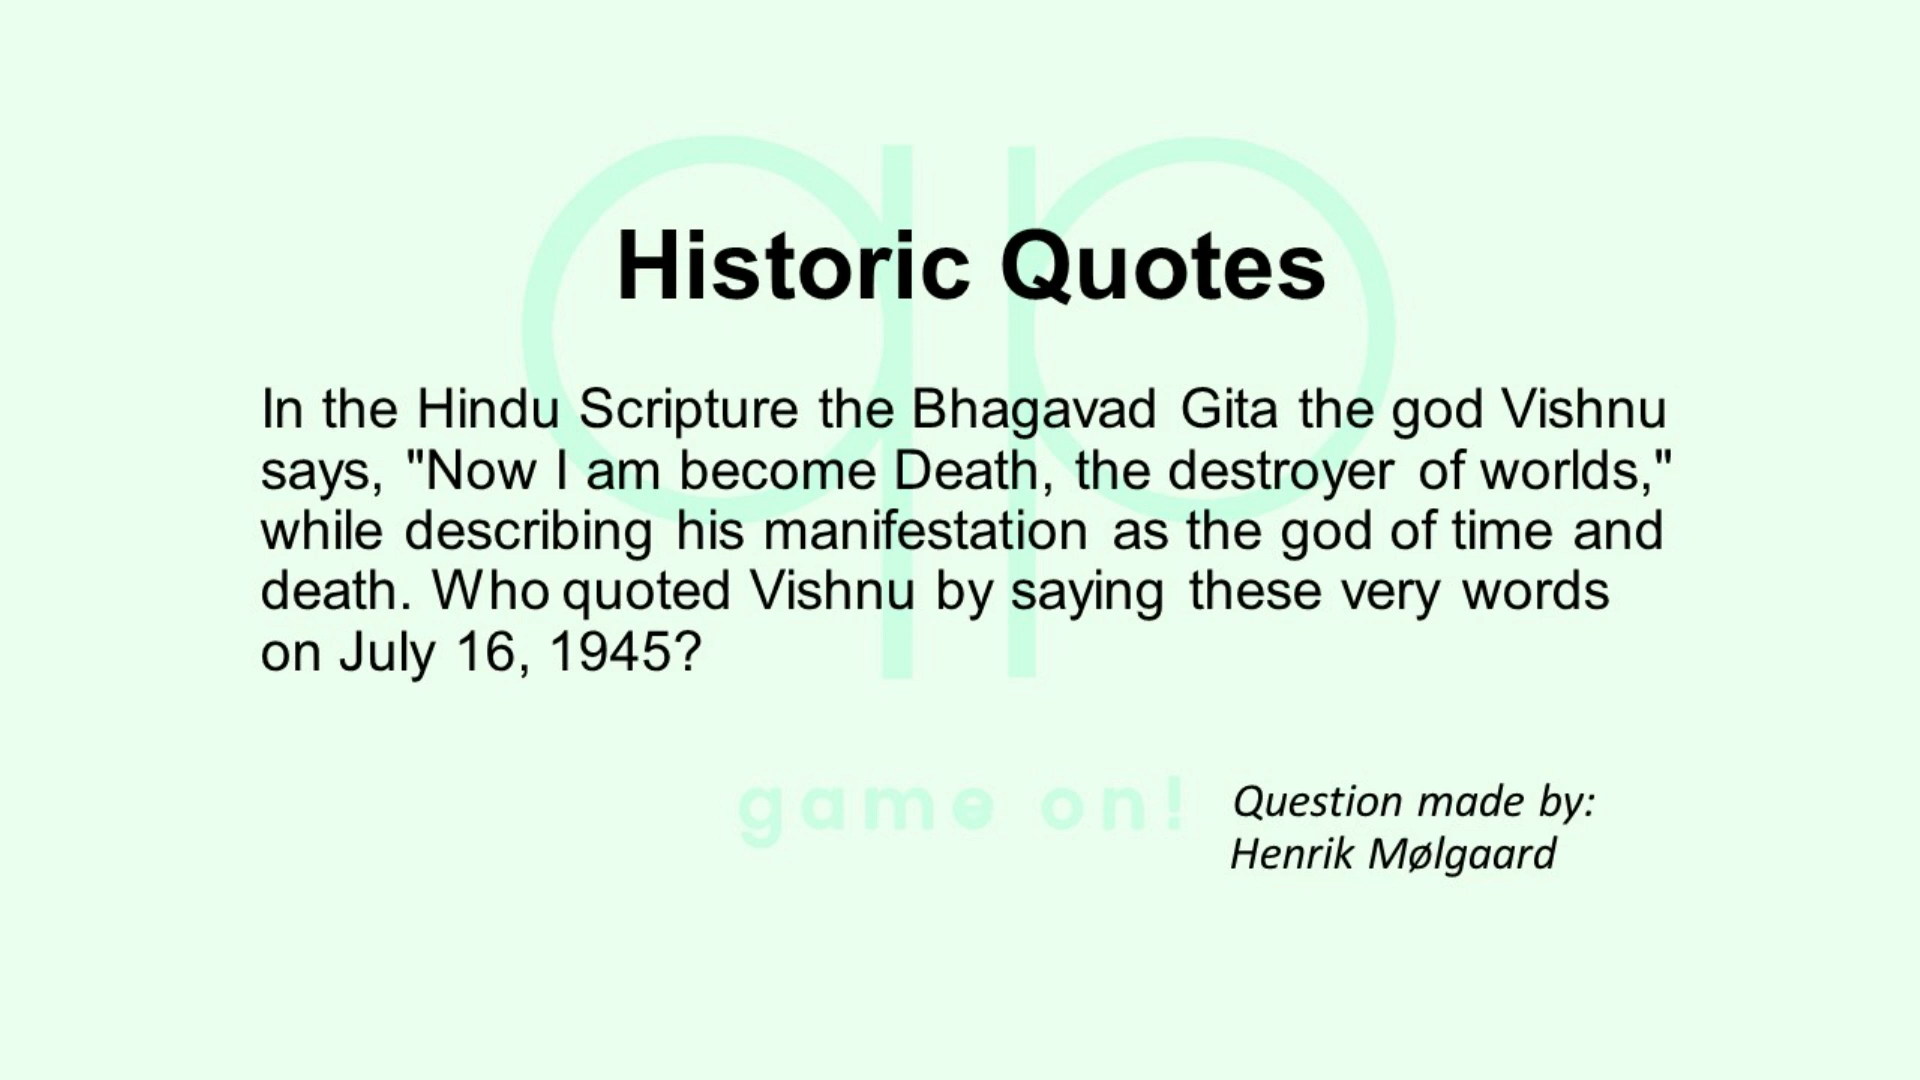 Historic Quotes
In the Hindu Scripture the Bhagavad Gita the god Vishnu
says, "Now I am become Death, the destroyer of worlds,"
while describing his manifestation as the god of time and
death. Who quoted Vishnu by saying these very words
on July 16, 1945?
game on!
Question made by:
Henrik Mølgaard